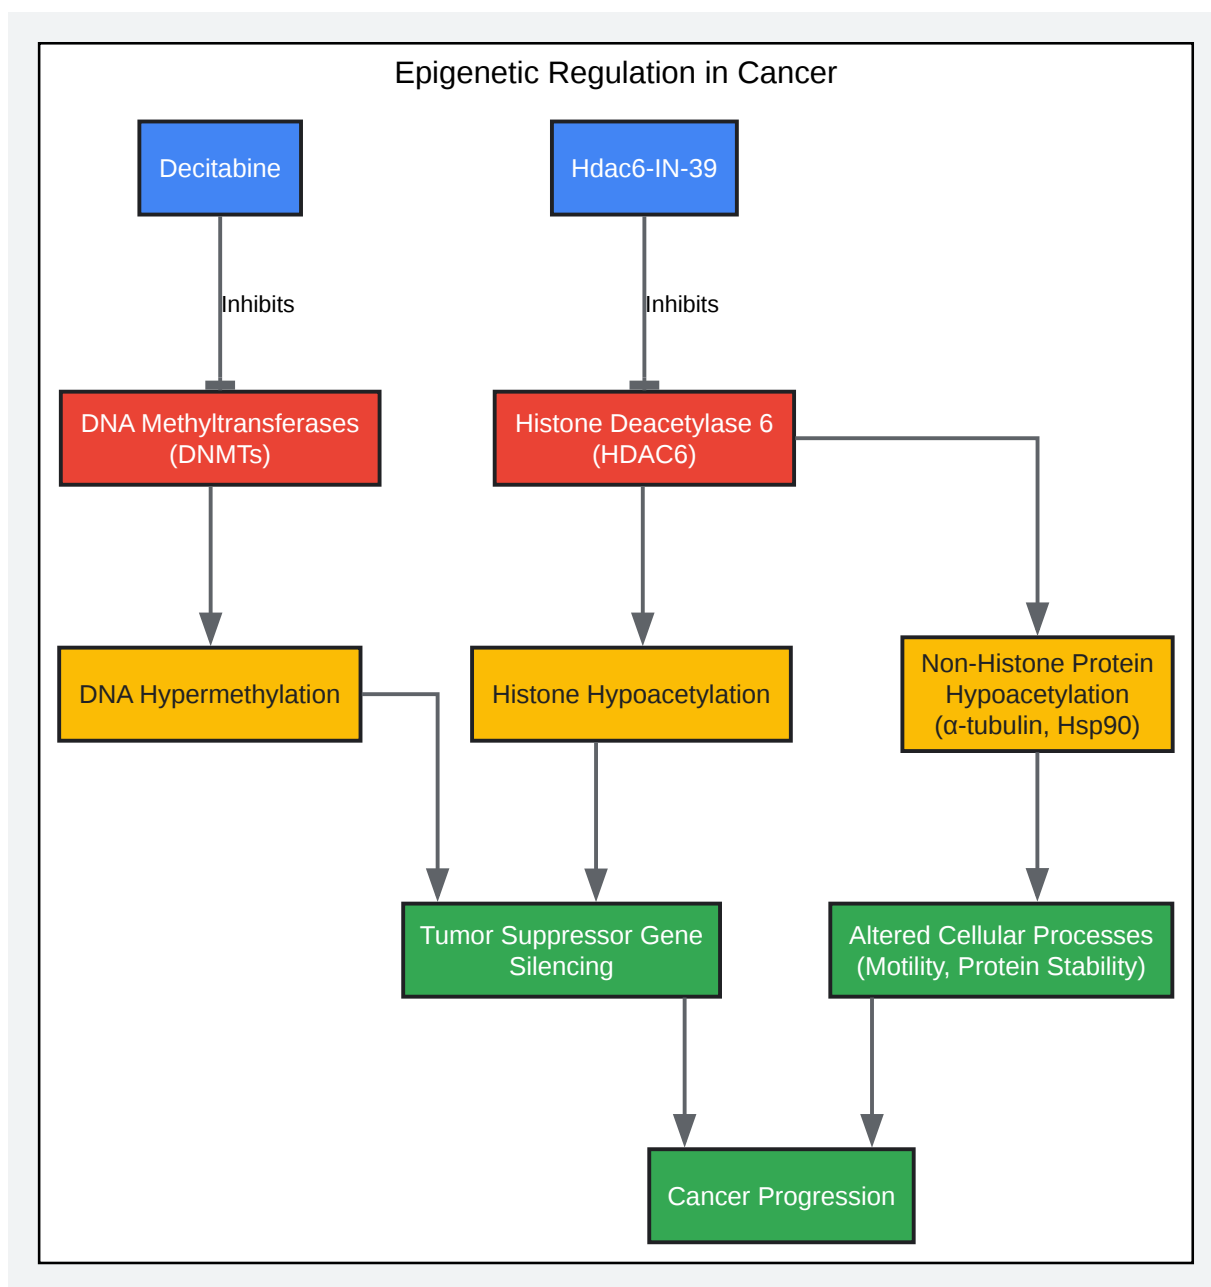 Epigenetic Regulation in Cancer
Decitabine
Hdac6-IN-39
Inhibits
Inhibits
DNA Methyltransferases
(DNMTs)
Histone Deacetylase 6
(HDAC6)
DNA Hypermethylation
Histone Hypoacetylation
Non-Histone Protein
Hypoacetylation
(α-tubulin, Hsp90)
Tumor Suppressor Gene
Silencing
Altered Cellular Processes
(Motility, Protein Stability)
Cancer Progression